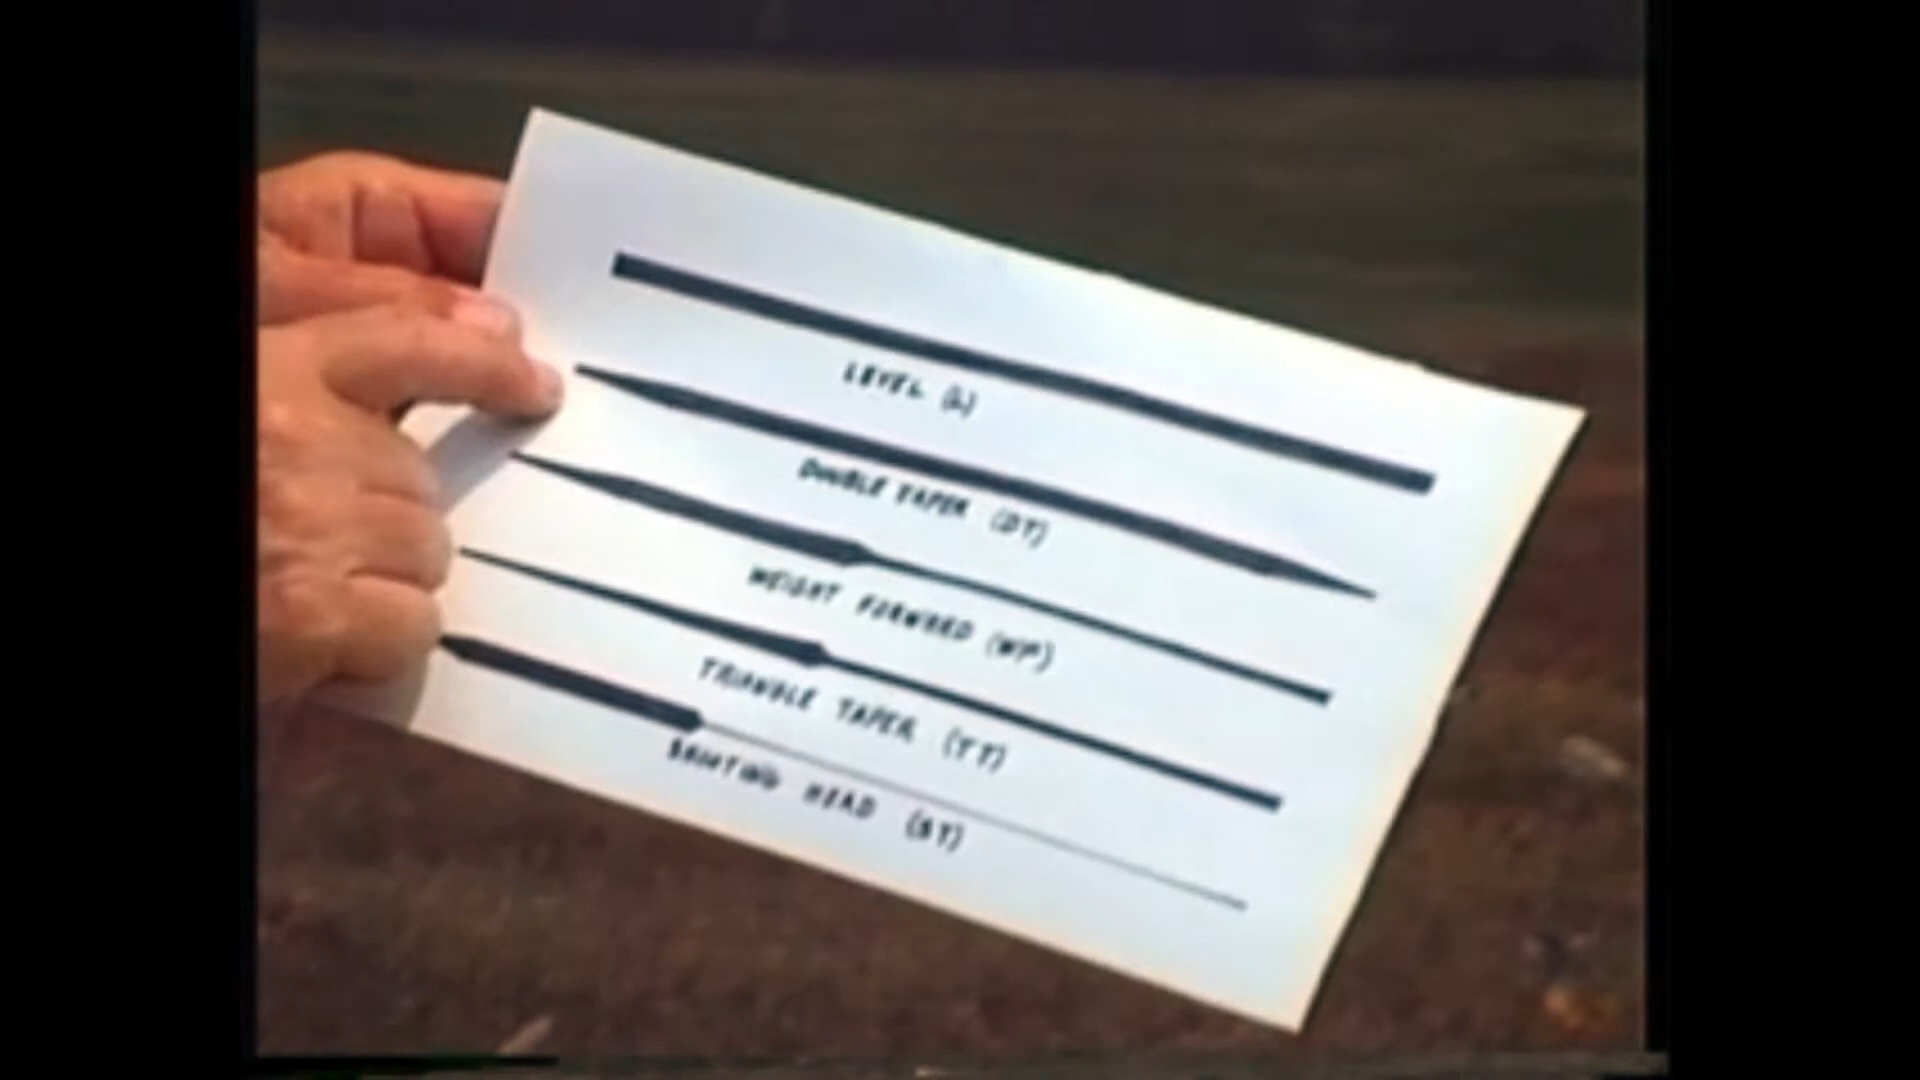 LEVEL (L)
DOUBLE TAPER (DT)
WEIGHT FORWARD (WF)
TRIANGLE TAPER (TT)
SHOOTING HEAD (ST)